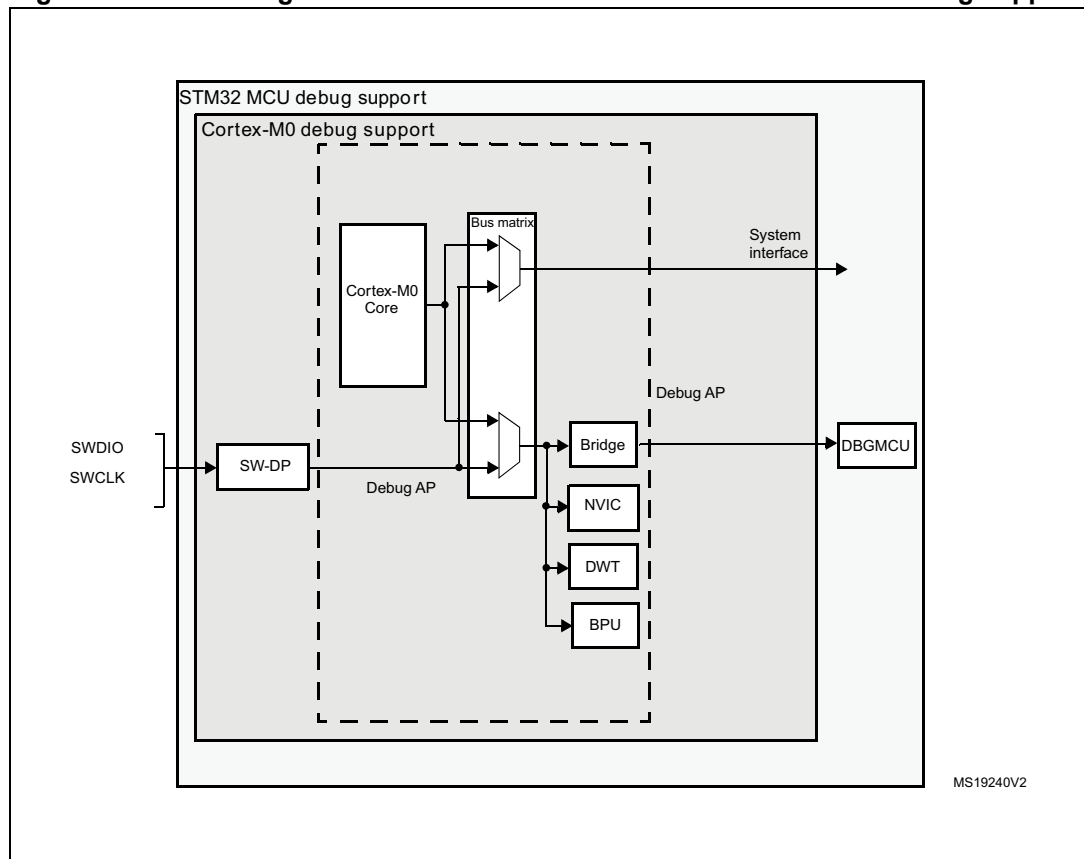 STM32 MCU debug support
Cortex-M0 debug support
Bus matrix
System
interface
Cortex-M0
Core
Debug AP
SWDIO
SWCLK
SW-DP
Debug AP
Bridge
DBGMCU
NVIC
DWT
BPU
MS19240V2